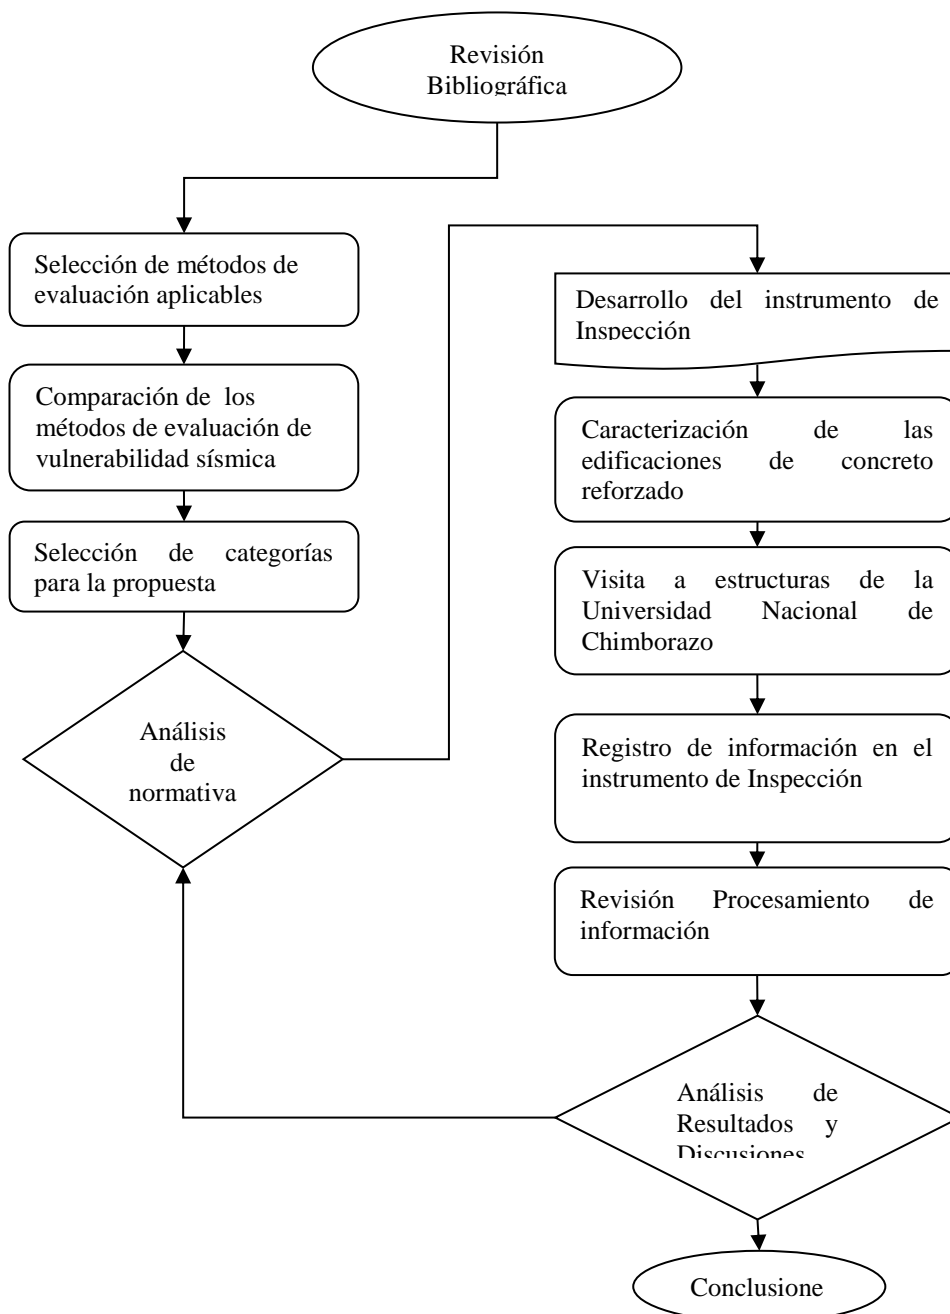 Revisión
Bibliográfica
Selección de métodos de
evaluación aplicables
Comparación de los
métodos de evaluación de
vulnerabilidad sísmica
Selección de categorías
para la propuesta
Análisis
de
normativa
Desarrollo del instrumento de
Inspección
Caracterización de las
edificaciones de concreto
reforzado
Visita a estructuras de la
Universidad Nacional de
Chimborazo
Registro de información en el
instrumento de Inspección
Revisión Procesamiento de
información
Análisis de
Resultados y
Discusiones
Conclusione